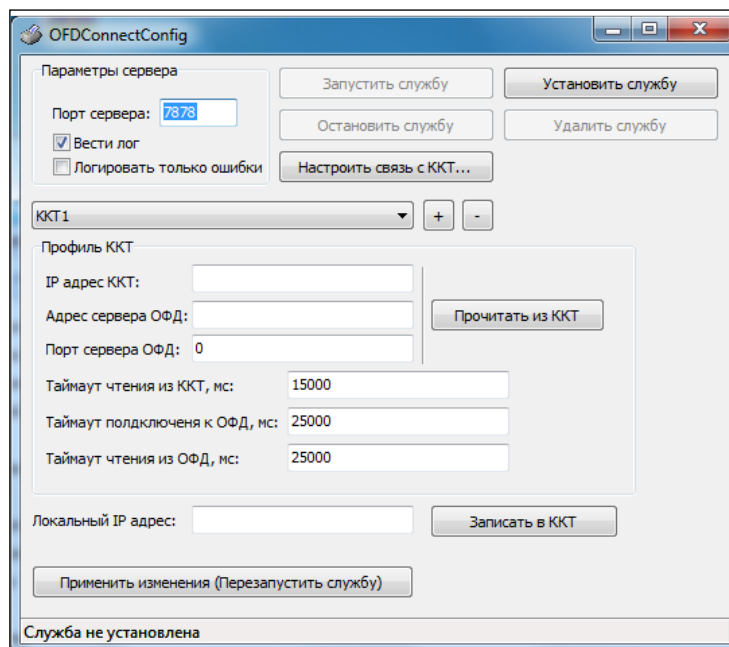 OFDConnectConfig
Параметры сервера
Порт сервера: 7878
Вести лог
Логировать только ошибки
Запустить службу
Установить службу
Остановить службу
Удалить службу
Настроить связь с ККТ...
ККТ1
+
-
Профиль ККТ
IP адрес ККТ:
Адрес сервера ОФД:
Порт сервера ОФД: 0
Прочитать из ККТ
Таймаут чтения из ККТ, мс: 15000
Таймаут полдключеня к ОФД, мс: 25000
Таймаут чтения из ОФД, мс: 25000
Локальный IP адрес:
Записать в ККТ
Применить изменения (Перезапустить службу)
Служба не установлена